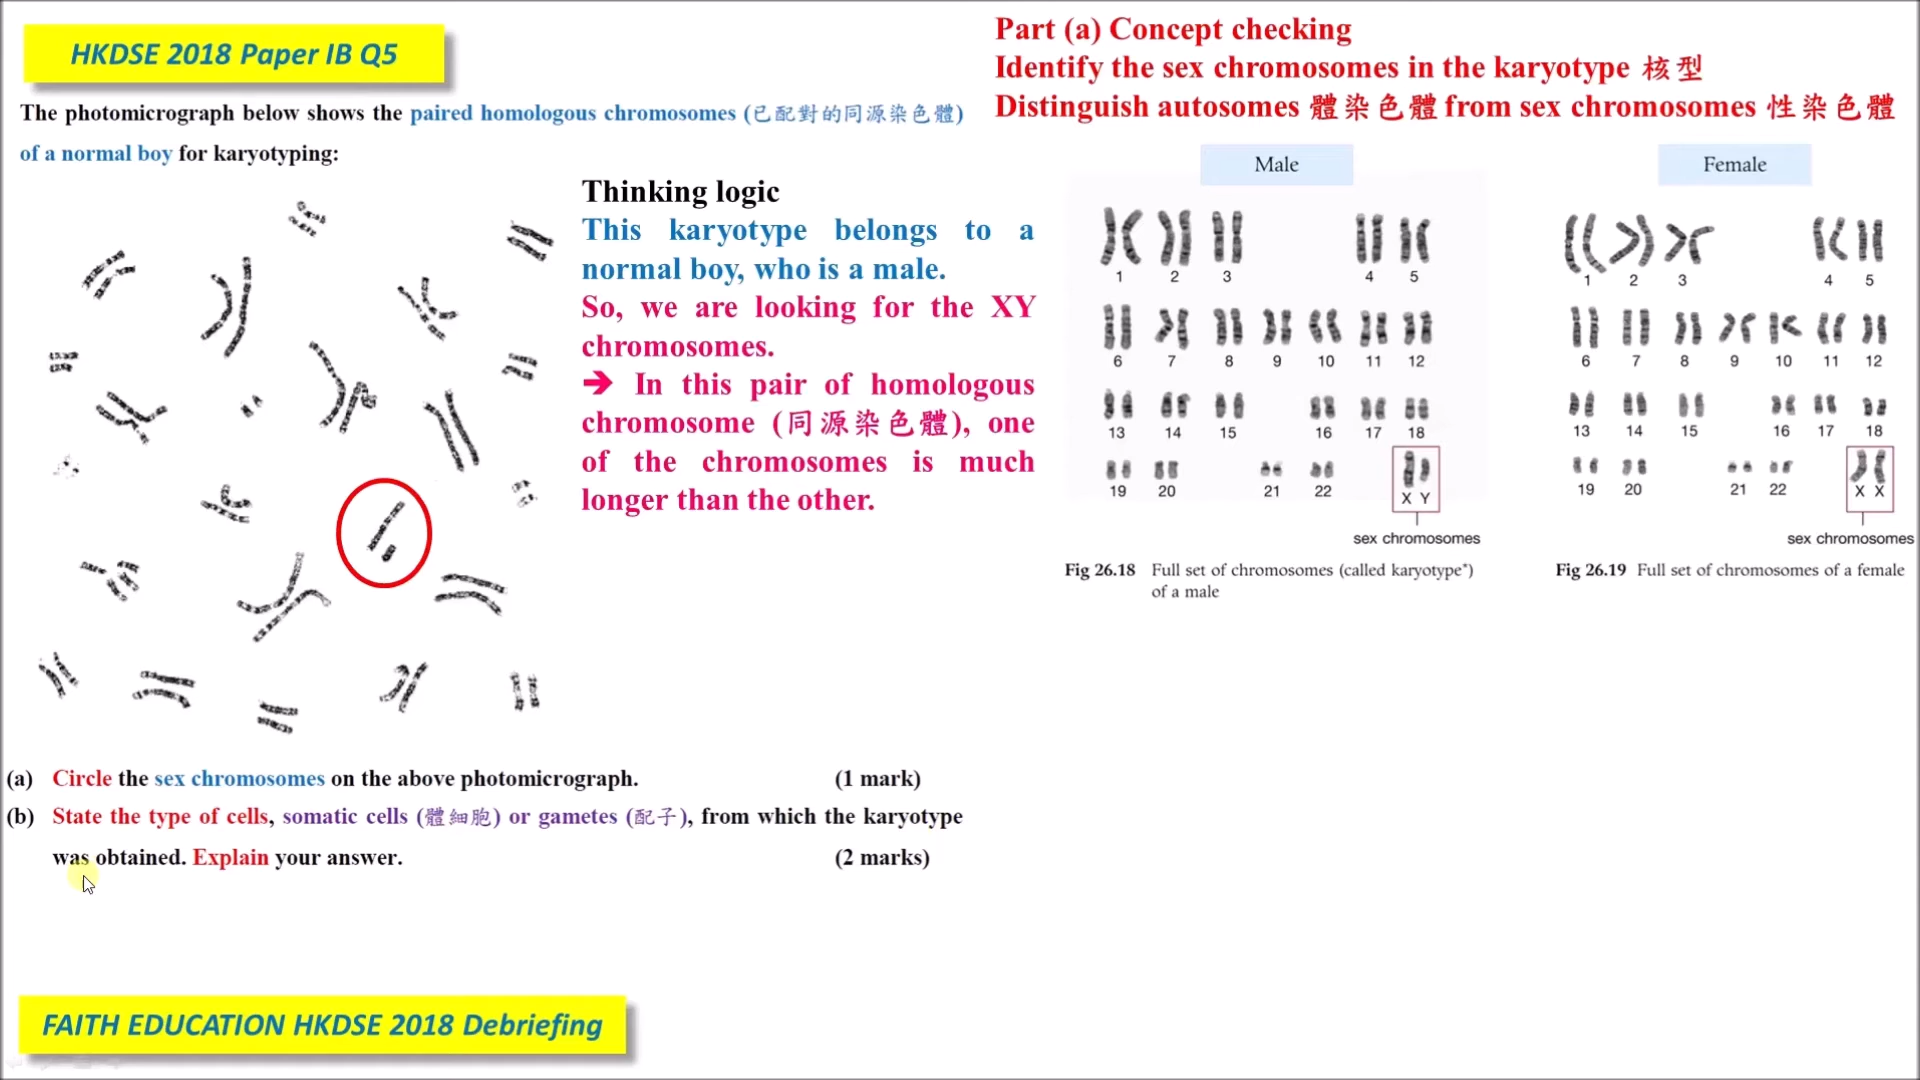 HKDSE 2018 Paper IB Q5
The photomicrograph below shows the paired homologous chromosomes (已配對的同源染色體)
of a normal boy for karyotyping:
Thinking logic
This karyotype belongs to a
normal boy, who is a male.
So, we are looking for the XY
chromosomes.
➔ In this pair of homologous
chromosome (同源染色體), one
of the chromosomes is much
longer than the other.
Part (a) Concept checking
Identify the sex chromosomes in the karyotype 核型
Distinguish autosomes 體染色體 from sex chromosomes 性染色體
Male
1 2 3 4 5
6 7 8 9 10 11 12
13 14 15 16 17 18
19 20 21 22 X Y
sex chromosomes
Fig 26.18 Full set of chromosomes (called karyotype*)
of a male
Female
1 2 3 4 5
6 7 8 9 10 11 12
13 14 15 16 17 18
19 20 21 22 X X
sex chromosomes
Fig 26.19 Full set of chromosomes of a female
(a) Circle the sex chromosomes on the above photomicrograph. (1 mark)
(b) State the type of cells, somatic cells (體細胞) or gametes (配子), from which the karyotype
was obtained. Explain your answer. (2 marks)
FAITH EDUCATION HKDSE 2018 Debriefing